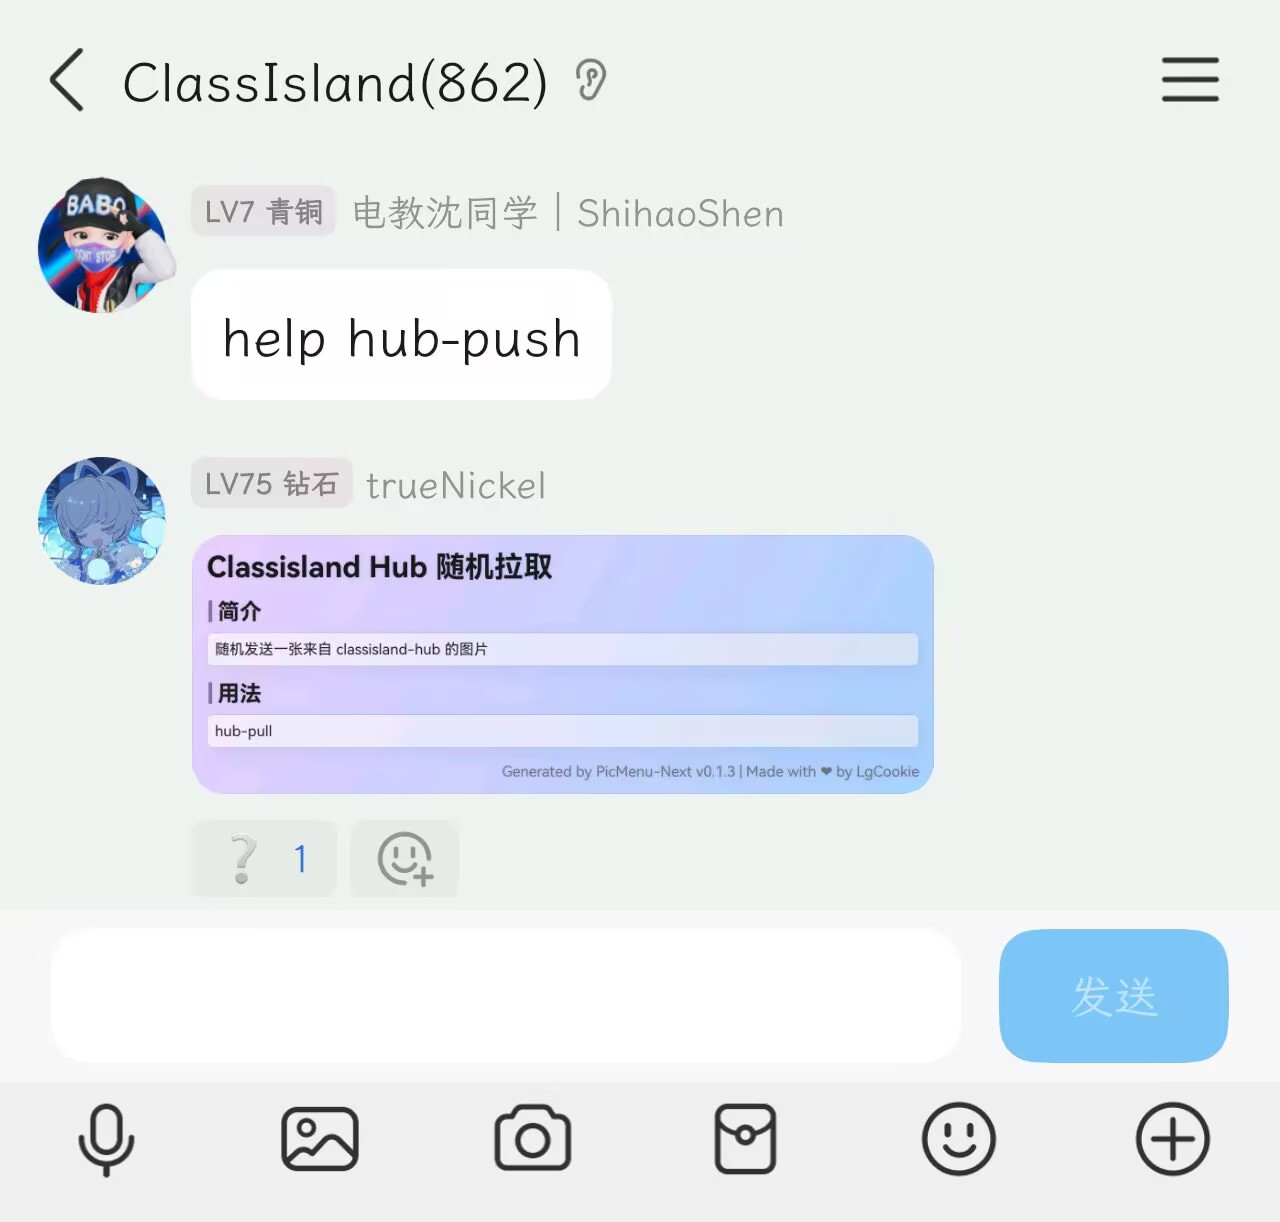 ClassIsland(862)
LV7 青铜 电教沈同学｜ShihaoShen
BABO
DONT STOP
help hub-push
LV75 钻石 trueNickel
Classisland Hub 随机拉取
简介
随机发送一张来自 classisland-hub 的图片
用法
hub-pull
Generated by PicMenu-Next v0.1.3 | Made with ❤ by LgCookie
❔ 1
发送